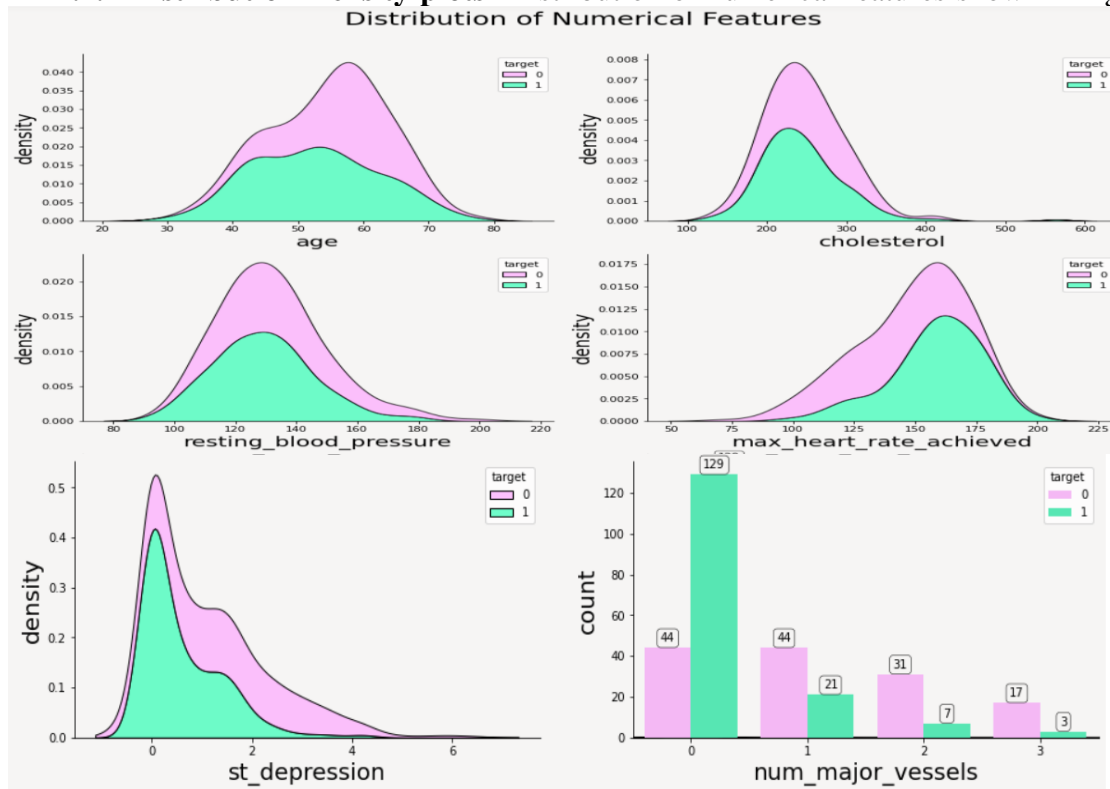 Distribution of Numerical Features
density
0.040
0.035
0.030
0.025
0.020
0.015
0.010
0.005
0.000
target
0
1
20 30 40 50 60 70 80
age
density
0.008
0.007
0.006
0.005
0.004
0.003
0.002
0.001
0.000
target
0
1
100 200 300 400 500 600
cholesterol
density
0.020
0.015
0.010
0.005
0.000
target
0
1
80 100 120 140 160 180 200 220
resting_blood_pressure
density
0.0175
0.0150
0.0125
0.0100
0.0075
0.0050
0.0025
0.0000
target
0
1
50 75 100 125 150 175 200 225
max_heart_rate_achieved
density
0.5
0.4
0.3
0.2
0.1
0.0
target
0
1
0 2 4 6
st_depression
count
120
100
80
60
40
20
0
target
0
1
44 129 44 21 31 7 17 3
0 1 2 3
num_major_vessels